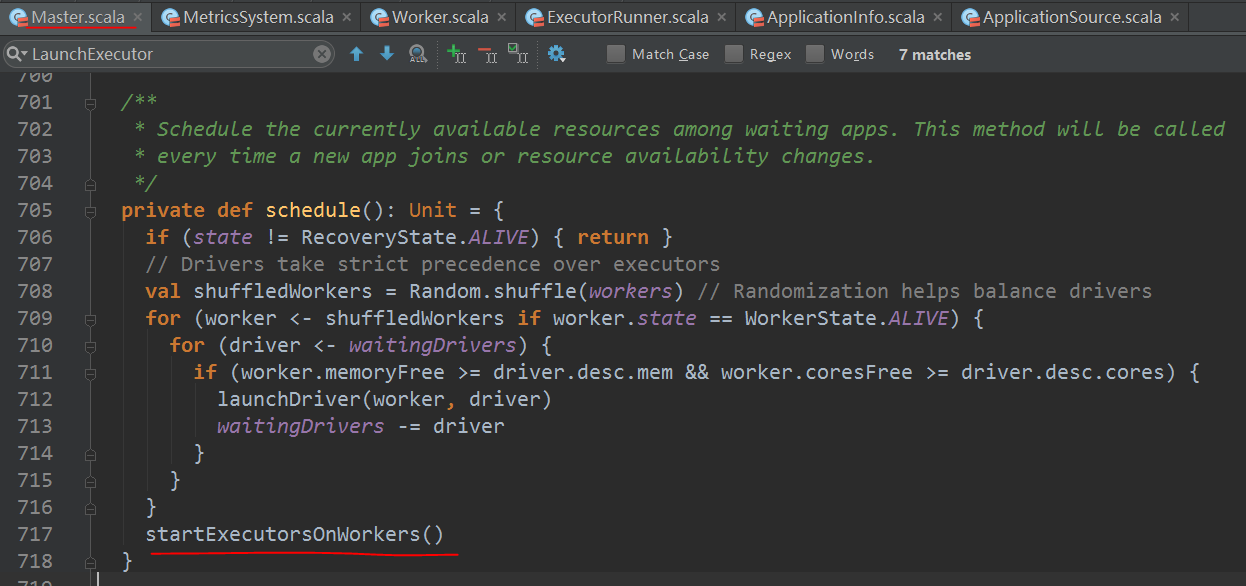 Master.scala × MetricsSystem.scala × Worker.scala × ExecutorRunner.scala × ApplicationInfo.scala × ApplicationSource.scala ×
LaunchExecutor Match Case Regex Words 7 matches
700
701 /**
702 * Schedule the currently available resources among waiting apps. This method will be called
703 * every time a new app joins or resource availability changes.
704 */
705 private def schedule(): Unit = {
706 if (state != RecoveryState.ALIVE) { return }
707 // Drivers take strict precedence over executors
708 val shuffledWorkers = Random.shuffle(workers) // Randomization helps balance drivers
709 for (worker <- shuffledWorkers if worker.state == WorkerState.ALIVE) {
710 for (driver <- waitingDrivers) {
711 if (worker.memoryFree >= driver.desc.mem && worker.coresFree >= driver.desc.cores) {
712 launchDriver(worker, driver)
713 waitingDrivers -= driver
714 }
715 }
716 }
717 startExecutorsOnWorkers()
718 }